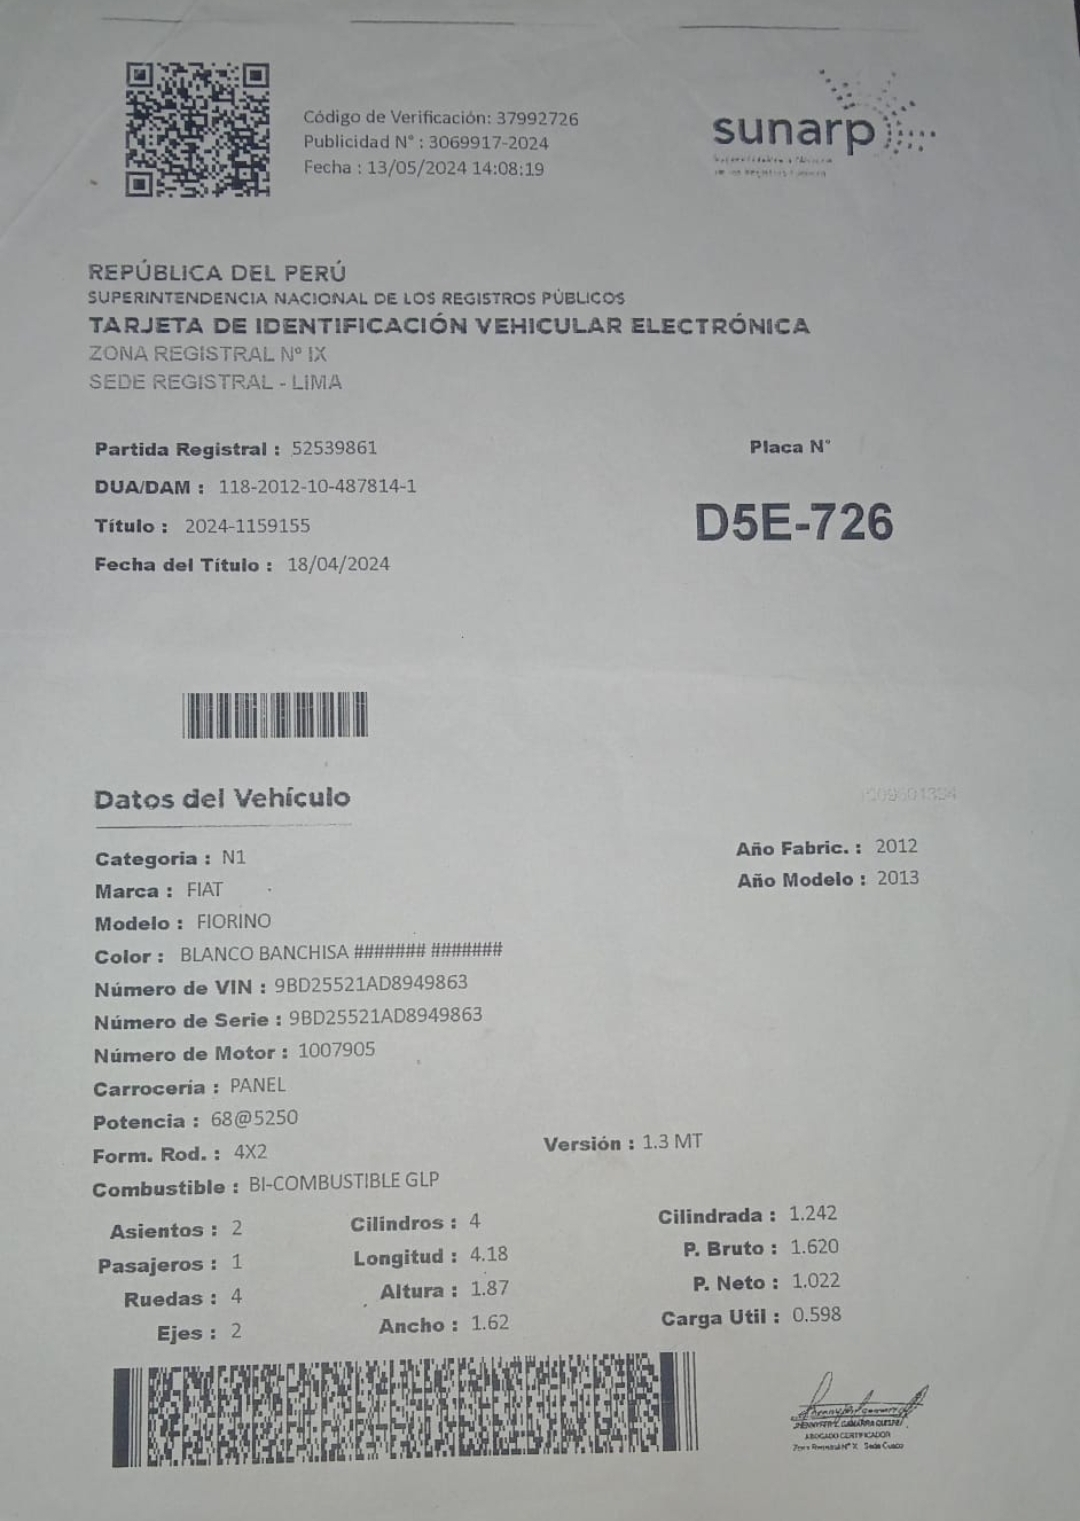 Código de Verificación: 37992726
Publicidad N° : 3069917-2024
Fecha : 13/05/2024 14:08:19
sunarp
REPÚBLICA DEL PERÚ
SUPERINTENDENCIA NACIONAL DE LOS REGISTROS PÚBLICOS
TARJETA DE IDENTIFICACIÓN VEHICULAR ELECTRÓNICA
ZONA REGISTRAL Nº IX
SEDE REGISTRAL - LIMA
Partida Registral : 52539861
DUA/DAM : 118-2012-10-487814-1
Título : 2024-1159155
Fecha del Título : 18/04/2024
Placa N°
D5E-726
Datos del Vehículo
Categoria : N1
Marca : FIAT
Modelo : FIORINO
Color : BLANCO BANCHISA ####### #######
Número de VIN : 9BD25521AD8949863
Número de Serie : 9BD25521AD8949863
Número de Motor : 1007905
Carrocería : PANEL
Potencia : 68@5250
Form. Rod. : 4X2
Combustible : BI-COMBUSTIBLE GLP
Año Fabric. : 2012
Año Modelo : 2013
Versión : 1.3 MT
Asientos : 2
Pasajeros : 1
Ruedas : 4
Ejes : 2
Cilindros : 4
Longitud : 4.18
Altura : 1.87
Ancho : 1.62
Cilindrada : 1.242
P. Bruto : 1.620
P. Neto : 1.022
Carga Util : 0.598
ABOGADO CERTIFICADOR
Sede Cusco